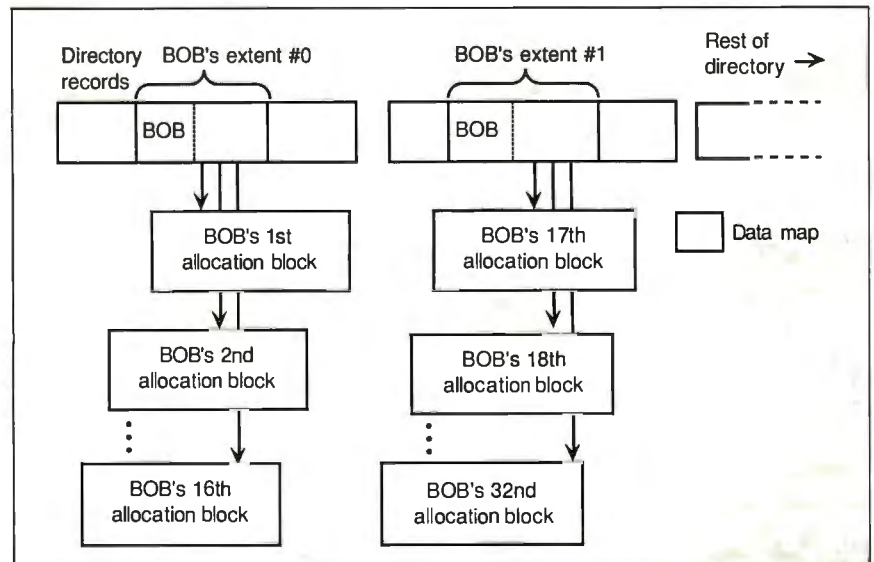 Directory
records
BOB's extent #0
BOB's extent #1
Rest of
directory
BOB
BOB
BOB's 1st
allocation block
BOB's 17th
allocation block
Data map
BOB's 2nd
allocation block
BOB's 18th
allocation block
BOB's 16th
allocation block
BOB's 32nd
allocation block